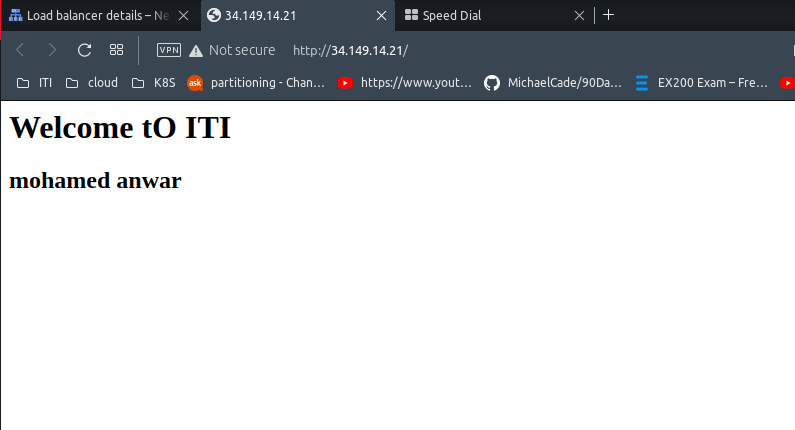 Load balancer details – Ne
34.149.14.21
Speed Dial
VPN Not secure http://34.149.14.21/
ITI cloud K8S ask partitioning - Chan... https://www.yout... MichaelCade/90Da... EX200 Exam – Fre...
Welcome tO ITI
mohamed anwar